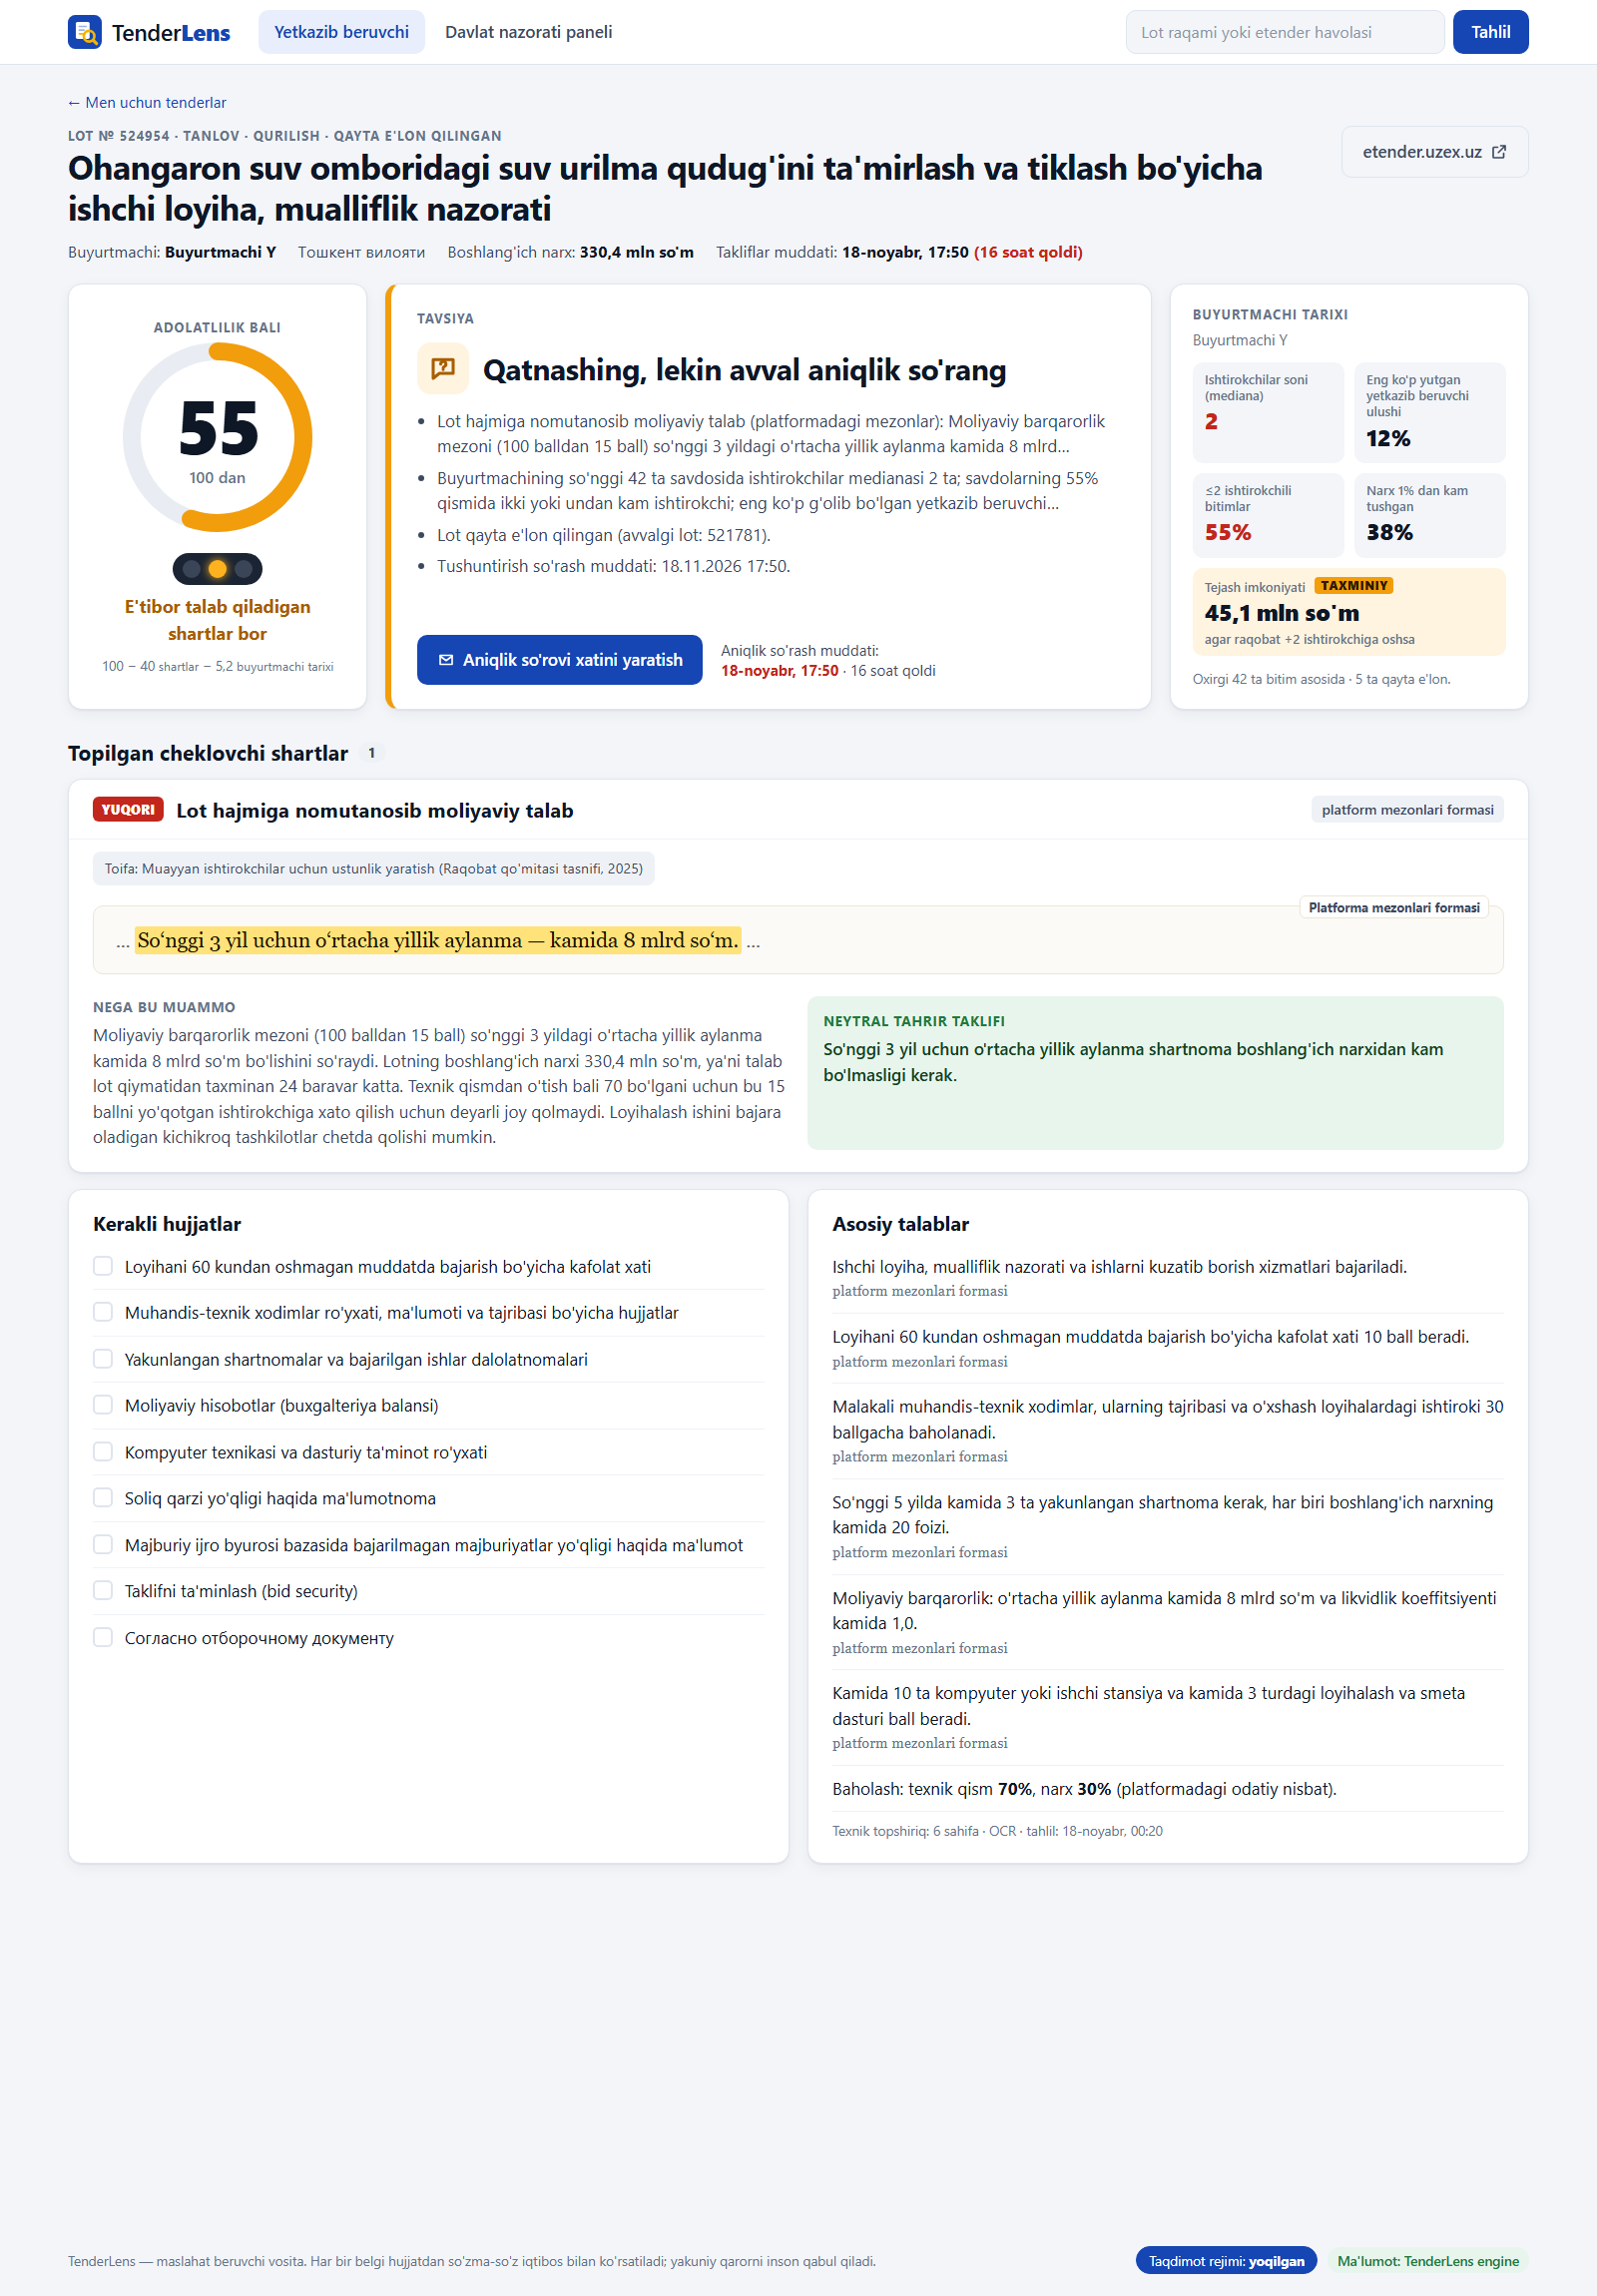 TenderLens
Yetkazib beruvchi
Davlat nazorati paneli
Lot raqami yoki etender havolasi
Tahlil
← Men uchun tenderlar
LOT № 524954 · TANLOV · QURILISH · QAYTA E'LON QILINGAN
Ohangaron suv omboridagi suv urilma qudug'ini ta'mirlash va tiklash bo'yicha
ishchi loyiha, mualliflik nazorati
etender.uzex.uz
Buyurtmachi: Buyurtmachi Y Тошкент вилояти Boshlang'ich narx: 330,4 mln so'm Takliflar muddati: 18-noyabr, 17:50 (16 soat qoldi)
ADOLATLILIK BALI
55
100 dan
E'tibor talab qiladigan
shartlar bor
100 − 40 shartlar − 5,2 buyurtmachi tarixi
TAVSIYA
Qatnashing, lekin avval aniqlik so'rang
• Lot hajmiga nomutanosib moliyaviy talab (platformadagi mezonlar): Moliyaviy barqarorlik
mezoni (100 balldan 15 ball) so'nggi 3 yildagi o'rtacha yillik aylanma kamida 8 mlrd...
• Buyurtmachining so'nggi 42 ta savdosida ishtirokchilar medianasi 2 ta; savdolarning 55%
qismida ikki yoki undan kam ishtirokchi; eng ko'p g'olib bo'lgan yetkazib beruvchi...
• Lot qayta e'lon qilingan (avvalgi lot: 521781).
• Tushuntirish so'rash muddati: 18.11.2026 17:50.
Aniqlik so'rovi xatini yaratish
Aniqlik so'rash muddati:
18-noyabr, 17:50 · 16 soat qoldi
BUYURTMACHI TARIXI
Buyurtmachi Y
Ishtirokchilar soni
(mediana)
2
Eng ko'p yutgan
yetkazib beruvchi
ulushi
12%
≤2 ishtirokchili
bitimlar
55%
Narx 1% dan kam
tushgan
38%
Tejash imkoniyati TAXMINIY
45,1 mln so'm
agar raqobat +2 ishtirokchiga oshsa
Oxirgi 42 ta bitim asosida · 5 ta qayta e'lon.
Topilgan cheklovchi shartlar 1
YUQORI Lot hajmiga nomutanosib moliyaviy talab
platform mezonlari formasi
Toifa: Muayyan ishtirokchilar uchun ustunlik yaratish (Raqobat qo'mitasi tasnifi, 2025)
Platforma mezonlari formasi
... Soʻnggi 3 yil uchun oʻrtacha yillik aylanma — kamida 8 mlrd soʻm. ...
NEGA BU MUAMMO
Moliyaviy barqarorlik mezoni (100 balldan 15 ball) so'nggi 3 yildagi o'rtacha yillik aylanma
kamida 8 mlrd so'm bo'lishini so'raydi. Lotning boshlang'ich narxi 330,4 mln so'm, ya'ni talab
lot qiymatidan taxminan 24 baravar katta. Texnik qismdan o'tish bali 70 bo'lgani uchun bu 15
ballni yo'qotgan ishtirokchiga xato qilish uchun deyarli joy qolmaydi. Loyihalash ishini bajara
oladigan kichikroq tashkilotlar chetda qolishi mumkin.
NEYTRAL TAHRIR TAKLIFI
So'nggi 3 yil uchun o'rtacha yillik aylanma shartnoma boshlang'ich narxidan kam
bo'lmasligi kerak.
Kerakli hujjatlar
Loyihani 60 kundan oshmagan muddatda bajarish bo'yicha kafolat xati
Muhandis-texnik xodimlar ro'yxati, ma'lumoti va tajribasi bo'yicha hujjatlar
Yakunlangan shartnomalar va bajarilgan ishlar dalolatnomalari
Moliyaviy hisobotlar (buxgalteriya balansi)
Kompyuter texnikasi va dasturiy ta'minot ro'yxati
Soliq qarzi yo'qligi haqida ma'lumotnoma
Majburiy ijro byurosi bazasida bajarilmagan majburiyatlar yo'qligi haqida ma'lumot
Taklifni ta'minlash (bid security)
Согласно отборочному документу
Asosiy talablar
Ishchi loyiha, mualliflik nazorati va ishlarni kuzatib borish xizmatlari bajariladi.
platform mezonlari formasi
Loyihani 60 kundan oshmagan muddatda bajarish bo'yicha kafolat xati 10 ball beradi.
platform mezonlari formasi
Malakali muhandis-texnik xodimlar, ularning tajribasi va o'xshash loyihalardagi ishtiroki 30
ballgacha baholanadi.
platform mezonlari formasi
So'nggi 5 yilda kamida 3 ta yakunlangan shartnoma kerak, har biri boshlang'ich narxning
kamida 20 foizi.
platform mezonlari formasi
Moliyaviy barqarorlik: o'rtacha yillik aylanma kamida 8 mlrd so'm va likvidlik koeffitsiyenti
kamida 1,0.
platform mezonlari formasi
Kamida 10 ta kompyuter yoki ishchi stansiya va kamida 3 turdagi loyihalash va smeta
dasturi ball beradi.
platform mezonlari formasi
Baholash: texnik qism 70%, narx 30% (platformadagi odatiy nisbat).
Texnik topshiriq: 6 sahifa · OCR · tahlil: 18-noyabr, 00:20
TenderLens — maslahat beruvchi vosita. Har bir belgi hujjatdan so'zma-so'z iqtibos bilan ko'rsatiladi; yakuniy qarorni inson qabul qiladi.
Taqdimot rejimi: yoqilgan
Ma'lumot: TenderLens engine